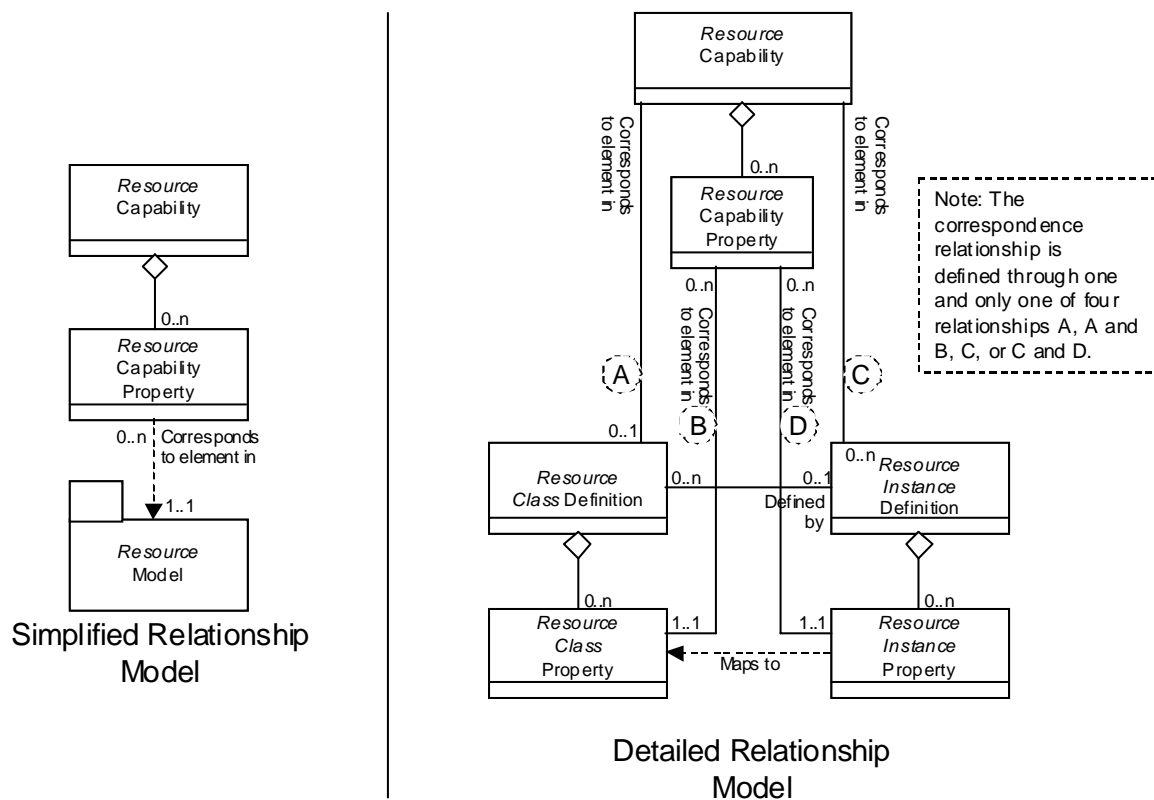 Resource
Capability
0..n
Resource
Capability
Property
0..n
Corresponds
to element in
1..1
Resource
Model
Simplified Relationship
Model
Resource
Capability
Corresponds
to element in
Corresponds
to element in
0..n
Resource
Capability
Property
0..n
0..n
Corresponds
to element in
Corresponds
to element in
A
B
D
C
Note: The
correspondence
relationship is
defined through one
and only one of four
relationships A, A and
B, C, or C and D.
0..1
0..n
Resource
Class Definition
0..n
0..1
Defined
by
Resource
Instance
Definition
0..n
0..n
Resource
Class
Property
1..1
1..1
Maps to
Resource
Instance
Property
Detailed Relationship
Model